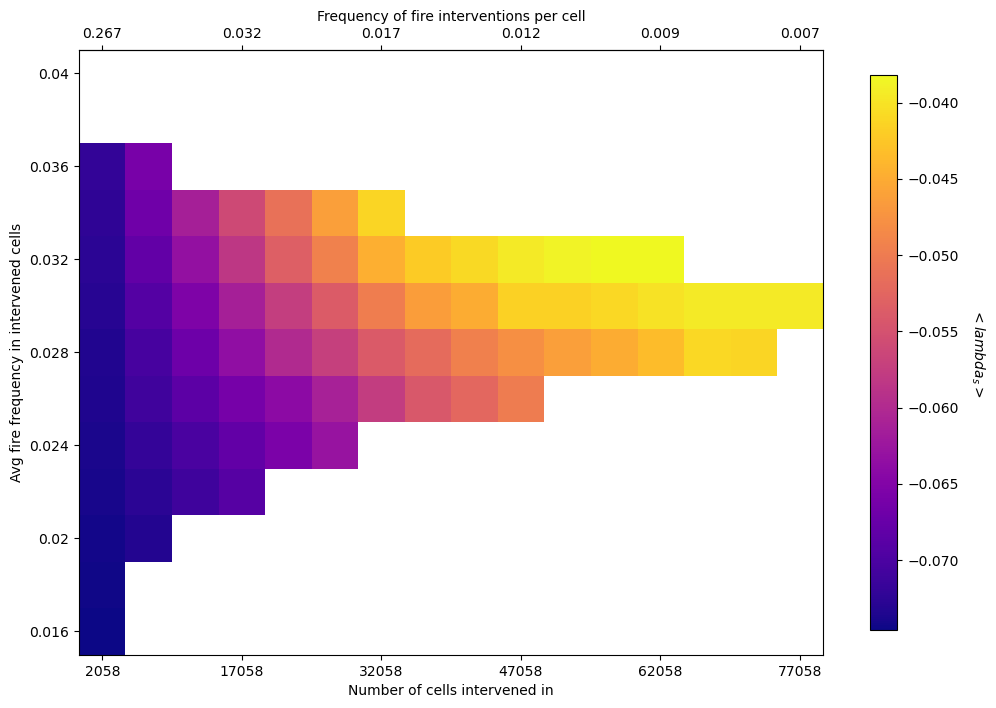 Frequency of fire interventions per cell
0.267 0.032 0.017 0.012 0.009 0.007
Avg fire frequency in intervened cells
0.04
0.036
0.032
0.028
0.024
0.02
0.016
2058 17058 32058 47058 62058 77058
Number of cells intervened in
−0.040
−0.045
−0.050
−0.055
−0.060
−0.065
−0.070
< lambda_s >